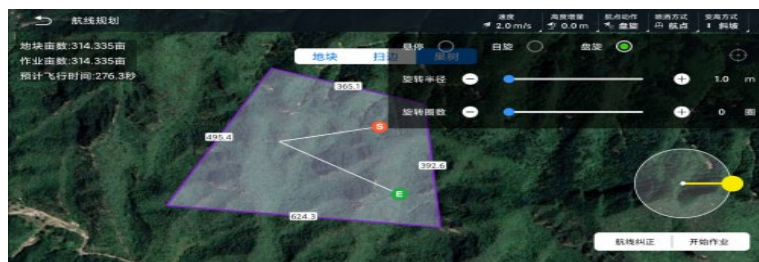 航线规划
速度
2.0 m/s
高度增量
0.0 m
航点动作
盘旋
喷洒方式
航点
变高方式
斜坡
地块亩数:314.335亩
作业亩数:314.335亩
预计飞行时间:276.3秒
地块
扫边
果树
悬停
自旋
盘旋
旋转半径
1.0 m
旋转圈数
0 圈
365.1
495.4
S
392.6
E
624.3
航线纠正
开始作业